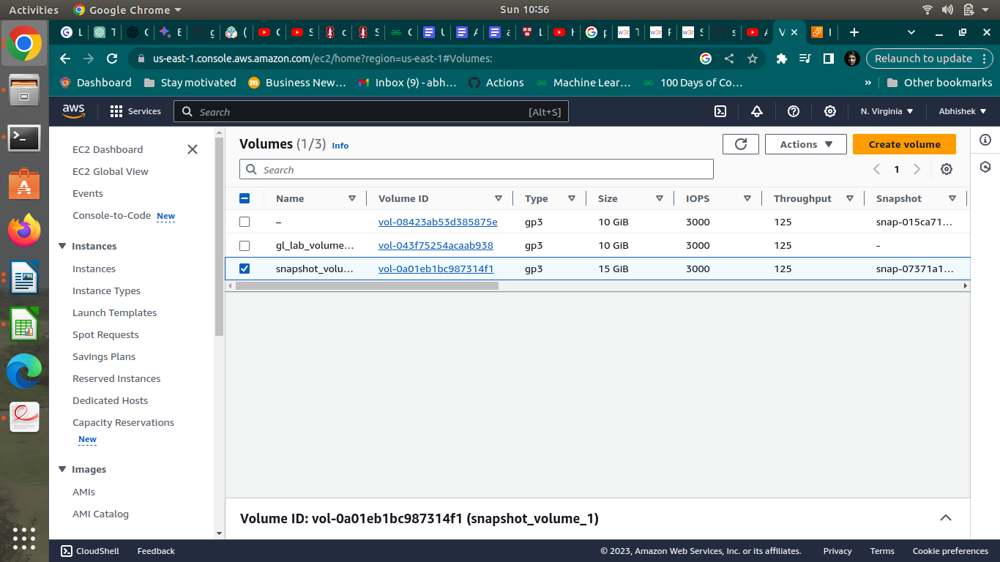 Activities Google Chrome Sun 10:56
us-east-1.console.aws.amazon.com/ec2/home?region=us-east-1#Volumes: Relaunch to update
Dashboard Stay motivated Business New… Inbox (9) - abh… Actions Machine Lear… 100 Days of Co… » Other bookmarks
aws Services Search [Alt+S] N. Virginia Abhishek
EC2 Dashboard
EC2 Global View
Events
Console-to-Code New
Instances
Instances
Instance Types
Launch Templates
Spot Requests
Savings Plans
Reserved Instances
Dedicated Hosts
Capacity Reservations
New
Images
AMIs
AMI Catalog
Volumes (1/3) Info Actions Create volume
Search 1
Name Volume ID Type Size IOPS Throughput Snapshot
– vol-08423ab53d385875e gp3 10 GiB 3000 125 snap-015ca71…
gl_lab_volume… vol-043f75254acaab938 gp3 10 GiB 3000 125 -
snapshot_volu… vol-0a01eb1bc987314f1 gp3 15 GiB 3000 125 snap-07371a1…
Volume ID: vol-0a01eb1bc987314f1 (snapshot_volume_1)
CloudShell Feedback © 2023, Amazon Web Services, Inc. or its affiliates. Privacy Terms Cookie preferences